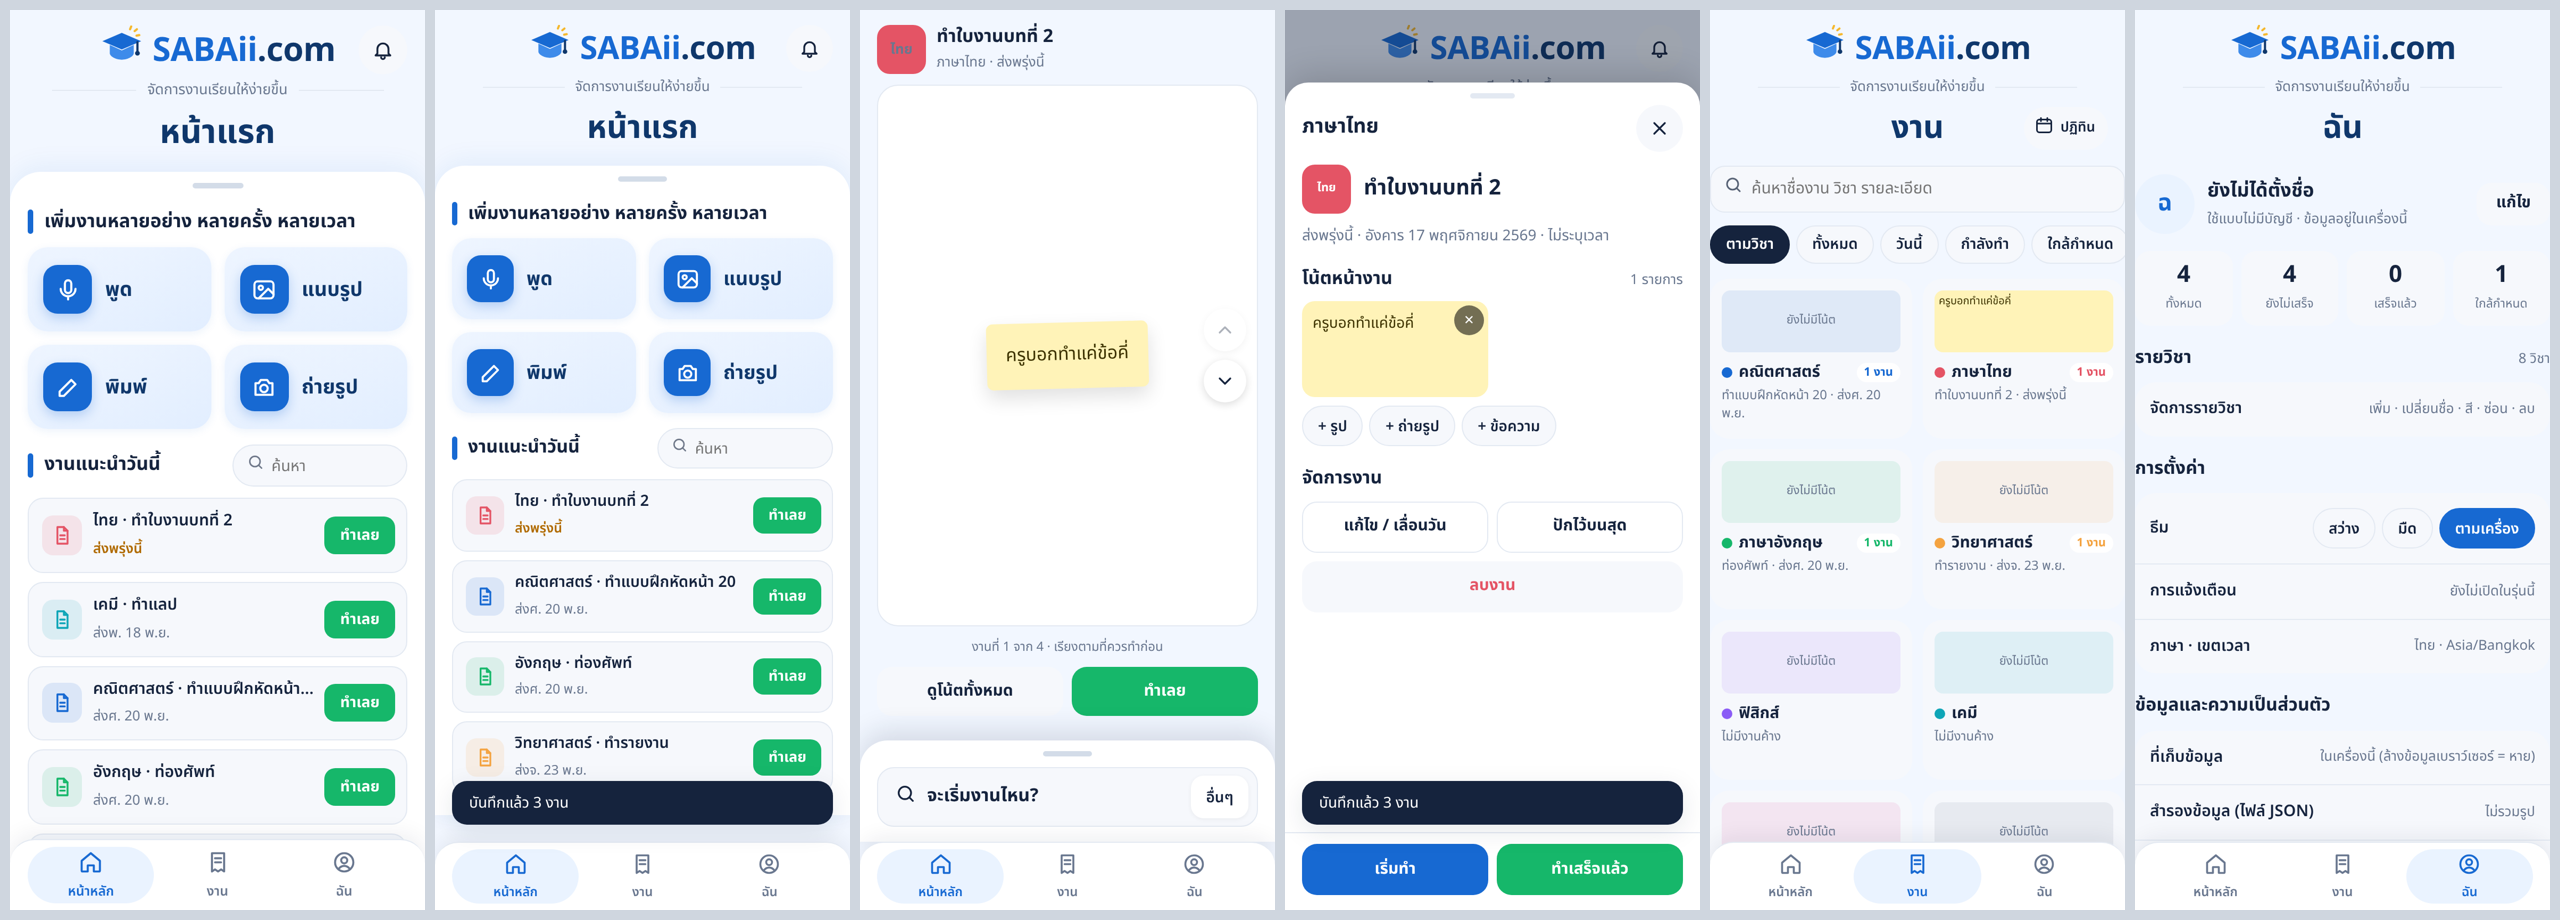 SABAii.com
จัดการงานเรียนให้ง่ายขึ้น
หน้าแรก
เพิ่มงานหลายอย่าง หลายครั้ง หลายเวลา
พูด
แนบรูป
พิมพ์
ถ่ายรูป
งานแนะนำวันนี้
ค้นหา
ไทย · ทำใบงานบทที่ 2
ส่งพรุ่งนี้
ทำเลย
เคมี · ทำแลป
ส่งพ. 18 พ.ย.
ทำเลย
คณิตศาสตร์ · ทำแบบฝึกหัดหน้า...
ส่งศ. 20 พ.ย.
ทำเลย
อังกฤษ · ท่องศัพท์
ส่งศ. 20 พ.ย.
ทำเลย
หน้าหลัก
งาน
ฉัน
SABAii.com
จัดการงานเรียนให้ง่ายขึ้น
หน้าแรก
เพิ่มงานหลายอย่าง หลายครั้ง หลายเวลา
พูด
แนบรูป
พิมพ์
ถ่ายรูป
งานแนะนำวันนี้
ค้นหา
ไทย · ทำใบงานบทที่ 2
ส่งพรุ่งนี้
ทำเลย
คณิตศาสตร์ · ทำแบบฝึกหัดหน้า 20
ส่งศ. 20 พ.ย.
ทำเลย
อังกฤษ · ท่องศัพท์
ส่งศ. 20 พ.ย.
ทำเลย
วิทยาศาสตร์ · ทำรายงาน
ส่งจ. 23 พ.ย.
ทำเลย
บันทึกแล้ว 3 งาน
หน้าหลัก
งาน
ฉัน
ไทย
ทำใบงานบทที่ 2
ภาษาไทย · ส่งพรุ่งนี้
ครูบอกทำแค่ข้อคี่
งานที่ 1 จาก 4 · เรียงตามที่ควรทำก่อน
ดูโน้ตทั้งหมด
ทำเลย
จะเริ่มงานไหน?
อื่นๆ
หน้าหลัก
งาน
ฉัน
SABAii.com
ภาษาไทย
ไทย
ทำใบงานบทที่ 2
ส่งพรุ่งนี้ · อังคาร 17 พฤศจิกายน 2569 · ไม่ระบุเวลา
โน้ตหน้างาน
1 รายการ
ครูบอกทำแค่ข้อคี่
+ รูป
+ ถ่ายรูป
+ ข้อความ
จัดการงาน
แก้ไข / เลื่อนวัน
ปักไว้บนสุด
ลบงาน
บันทึกแล้ว 3 งาน
เริ่มทำ
ทำเสร็จแล้ว
SABAii.com
จัดการงานเรียนให้ง่ายขึ้น
งาน
ปฏิทิน
ค้นหาชื่องาน วิชา รายละเอียด
ตามวิชา
ทั้งหมด
วันนี้
กำลังทำ
ใกล้กำหนด
ยังไม่มีโน้ต
คณิตศาสตร์
1 งาน
ทำแบบฝึกหัดหน้า 20 · ส่งศ. 20
พ.ย.
ครูบอกทำแค่ข้อคี่
ภาษาไทย
1 งาน
ทำใบงานบทที่ 2 · ส่งพรุ่งนี้
ยังไม่มีโน้ต
ภาษาอังกฤษ
1 งาน
ท่องศัพท์ · ส่งศ. 20 พ.ย.
ยังไม่มีโน้ต
วิทยาศาสตร์
1 งาน
ทำรายงาน · ส่งจ. 23 พ.ย.
ยังไม่มีโน้ต
ฟิสิกส์
ไม่มีงานค้าง
ยังไม่มีโน้ต
เคมี
ไม่มีงานค้าง
ยังไม่มีโน้ต
ยังไม่มีโน้ต
หน้าหลัก
งาน
ฉัน
SABAii.com
จัดการงานเรียนให้ง่ายขึ้น
ฉัน
ฉ
ยังไม่ได้ตั้งชื่อ
ใช้แบบไม่มีบัญชี · ข้อมูลอยู่ในเครื่องนี้
แก้ไข
4
ทั้งหมด
4
ยังไม่เสร็จ
0
เสร็จแล้ว
1
ใกล้กำหนด
รายวิชา
8 วิชา
จัดการรายวิชา
เพิ่ม · เปลี่ยนชื่อ · สี · ซ่อน · ลบ
การตั้งค่า
ธีม
สว่าง
มืด
ตามเครื่อง
การแจ้งเตือน
ยังไม่เปิดในรุ่นนี้
ภาษา · เขตเวลา
ไทย · Asia/Bangkok
ข้อมูลและความเป็นส่วนตัว
ที่เก็บข้อมูล
ในเครื่องนี้ (ล้างข้อมูลเบราว์เซอร์ = หาย)
สำรองข้อมูล (ไฟล์ JSON)
ไม่รวมรูป
หน้าหลัก
งาน
ฉัน